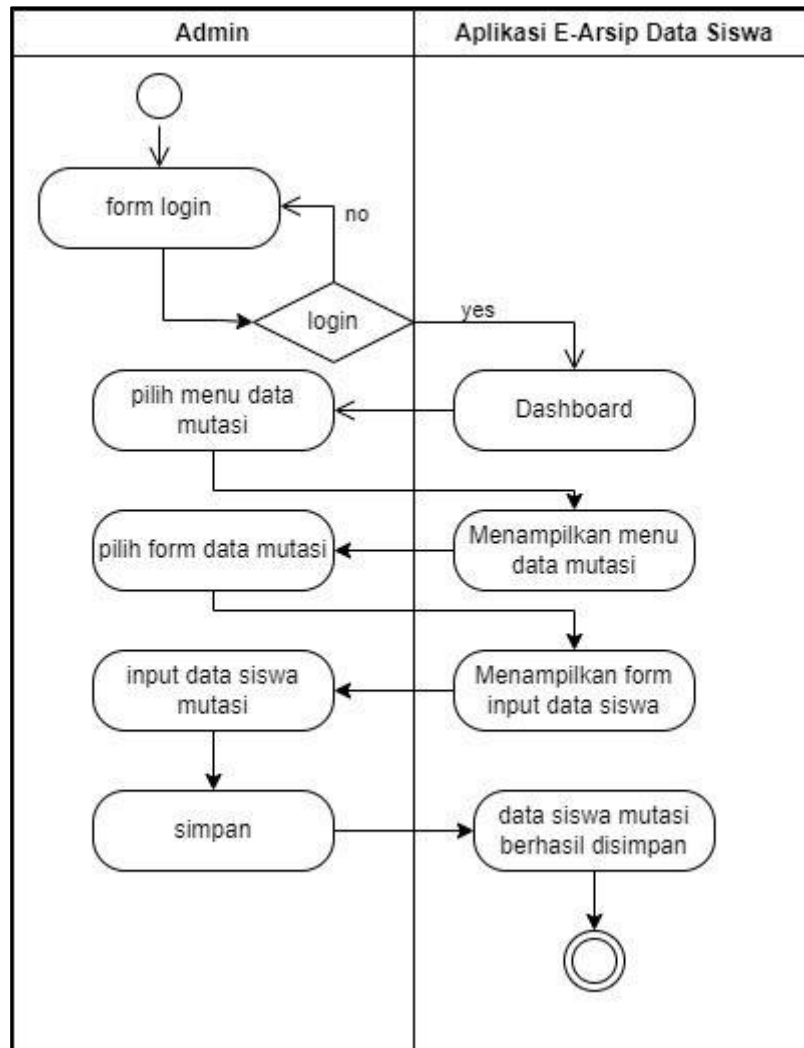 Admin
Aplikasi E-Arsip Data Siswa
form login
no
login
yes
pilih menu data
mutasi
Dashboard
pilih form data mutasi
Menampilkan menu
data mutasi
input data siswa
mutasi
Menampilkan form
input data siswa
simpan
data siswa mutasi
berhasil disimpan